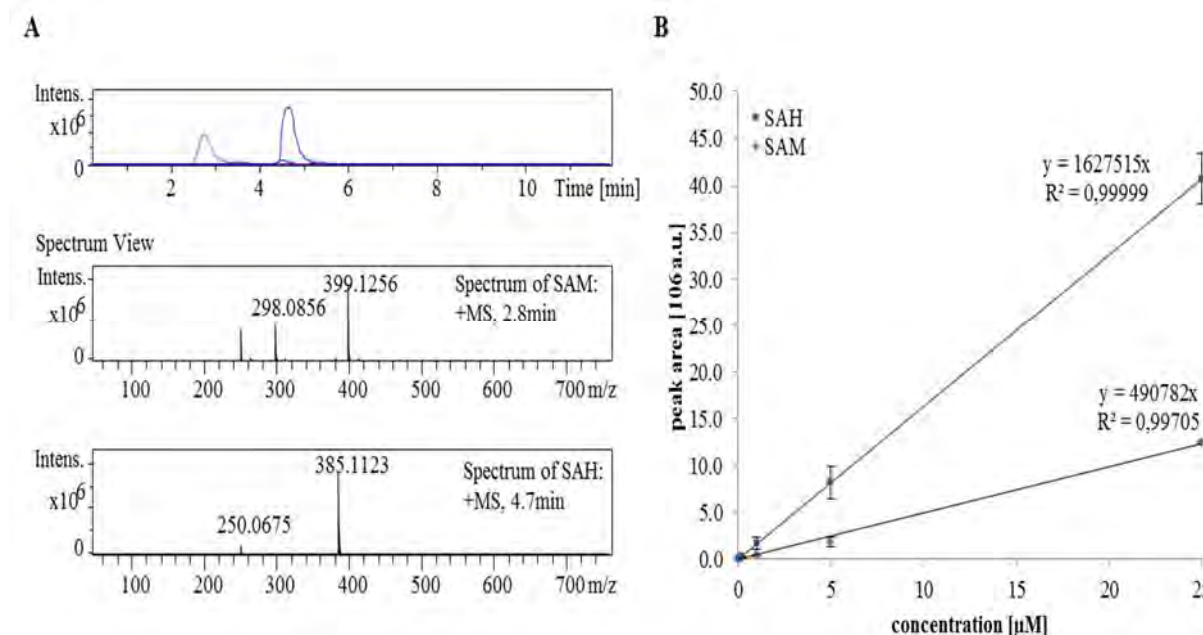 A
Intens.
x10⁶
0
2 4 6 8 10 Time [min]
Spectrum View
Intens.
x10⁶
0
399.1256
298.0856
Spectrum of SAM:
+MS, 2.8min
100 200 300 400 500 600 700 m/z
Intens.
x10⁶
0
385.1123
250.0675
Spectrum of SAH:
+MS, 4.7min
100 200 300 400 500 600 700 m/z
B
peak area [106 a.u.]
50.0
45.0
40.0
35.0
30.0
25.0
20.0
15.0
10.0
5.0
0.0
SAH
SAM
y = 1627515x
R² = 0,99999
y = 490782x
R² = 0,99705
0 5 10 15 20
concentration [µM]